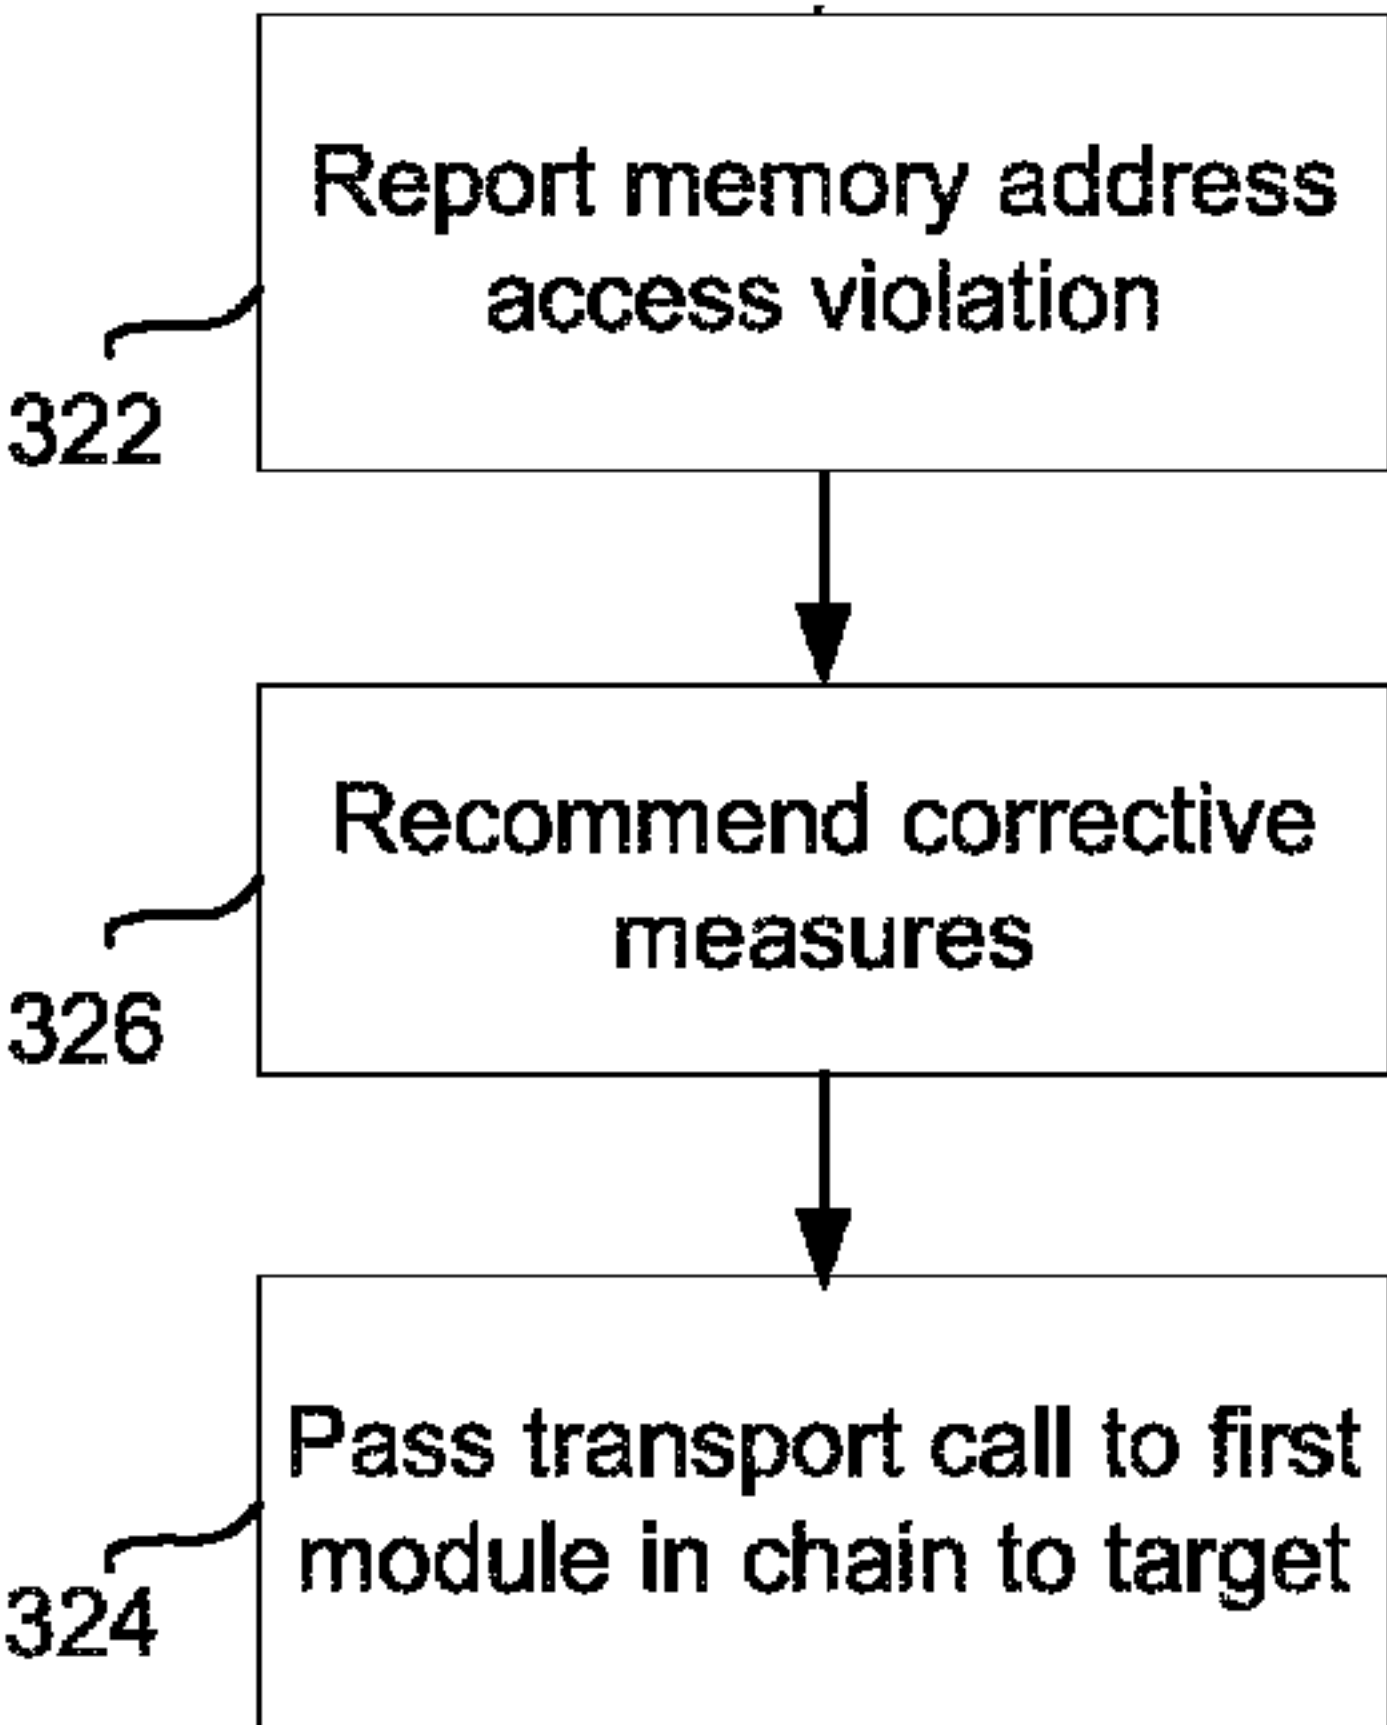 Report memory address
access violation
322
Recommend corrective
measures
326
Pass transport call to first
module in chain to target
324